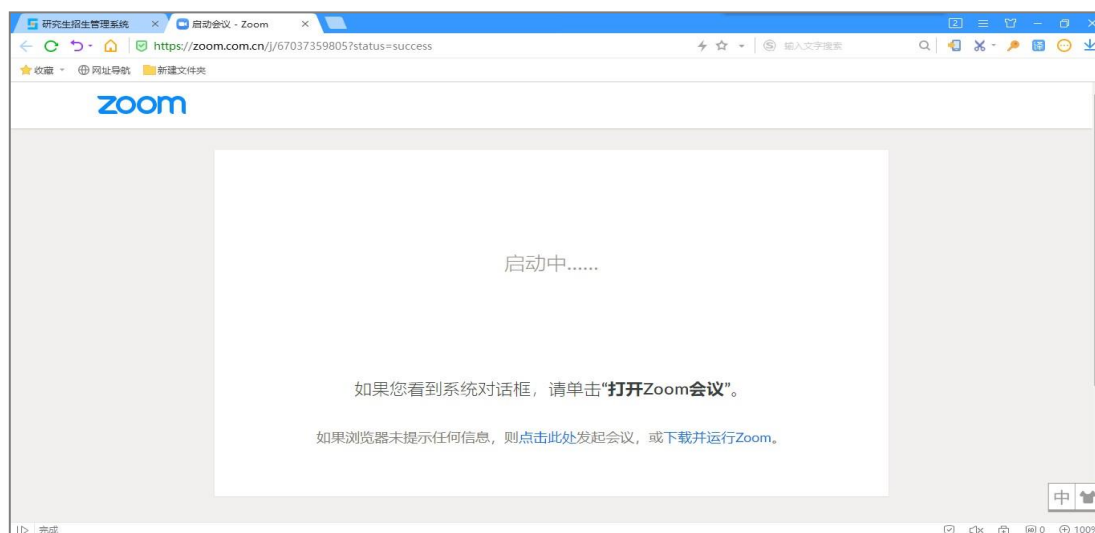 研究生招生管理系统
启动会议 - Zoom
2
https://zoom.com.cn/j/67037359805?status=success
输入文字搜索
收藏
网址导航
新建文件夹
zoom
启动中......
如果您看到系统对话框，请单击“打开Zoom会议”。
如果浏览器未提示任何信息，则点击此处发起会议，或下载并运行Zoom。
中
完成
0
100%